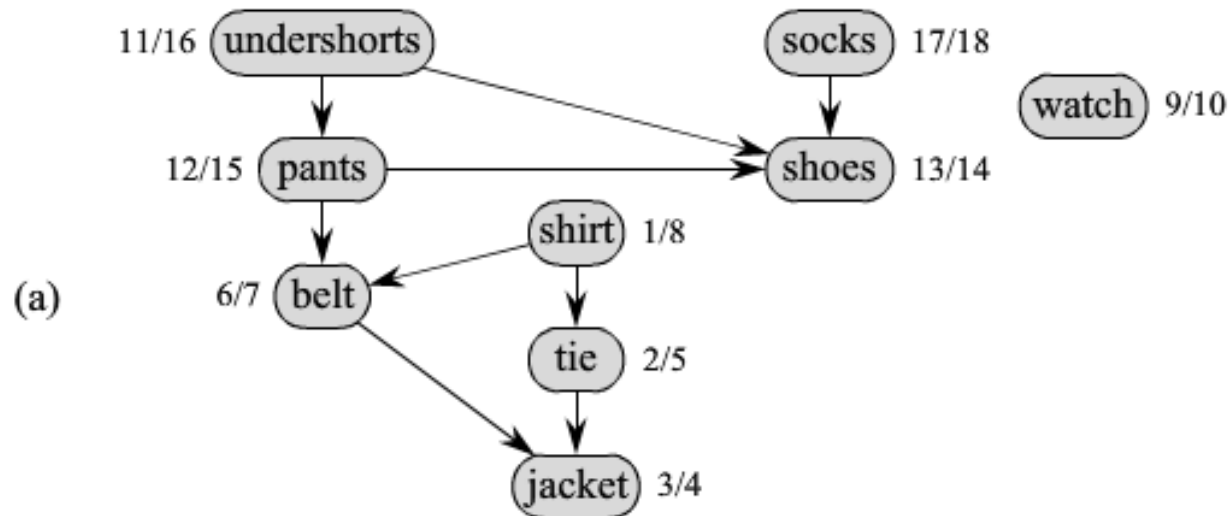 11/16 undershorts socks 17/18
watch 9/10
12/15 pants shoes 13/14
shirt 1/8
(a) 6/7 belt
tie 2/5
jacket 3/4